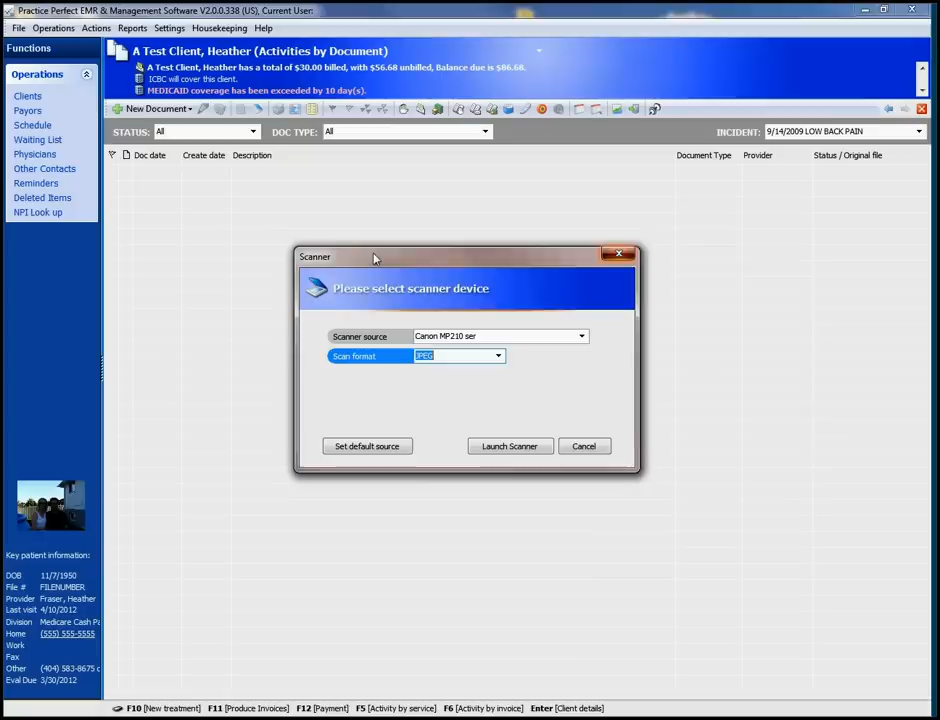 Practice Perfect EMR & Management Software V2.0.0.338 (US), Current User:
File Operations Actions Reports Settings Housekeeping Help
Functions
Operations
Clients
Payors
Schedule
Waiting List
Physicians
Other Contacts
Reminders
Deleted Items
NPI Look up
A Test Client, Heather (Activities by Document)
A Test Client, Heather has a total of $30.00 billed, with $56.68 unbilled, Balance due is $86.68.
ICBC will cover this client.
MEDICAID coverage has been exceeded by 10 day(s).
New Document
STATUS: All DOC TYPE: All INCIDENT: 9/14/2009 LOW BACK PAIN
Doc date Create date Description Document Type Provider Status / Original file
Scanner
Please select scanner device
Scanner source Canon MP210 ser
Scan format JPEG
Set default source Launch Scanner Cancel
Key patient information:
DOB 11/7/1950
File # FILENUMBER
Provider Fraser, Heather
Last visit 4/10/2012
Division Medicare Cash Pa
Home (555) 555-5555
Work
Fax
Other (404) 583-8675 c
Eval Due 3/30/2012
F10 [New treatment] F11 [Produce Invoices] F12 [Payment] F5 [Activity by service] F6 [Activity by invoice] Enter [Client details]